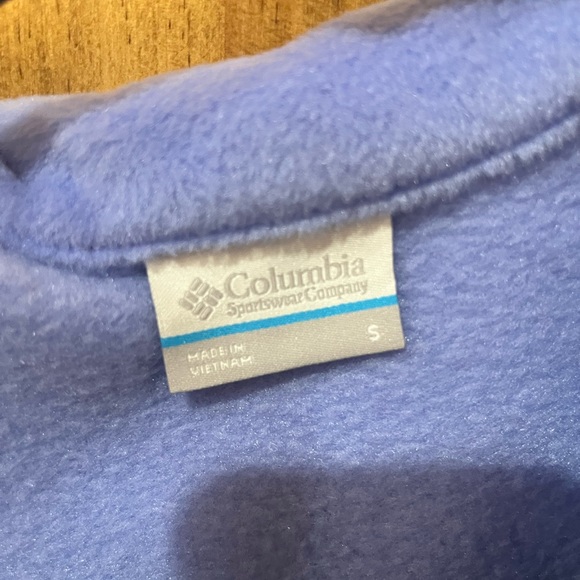 Columbia
Sportswear Company
S
MADE IN
VIETNAM